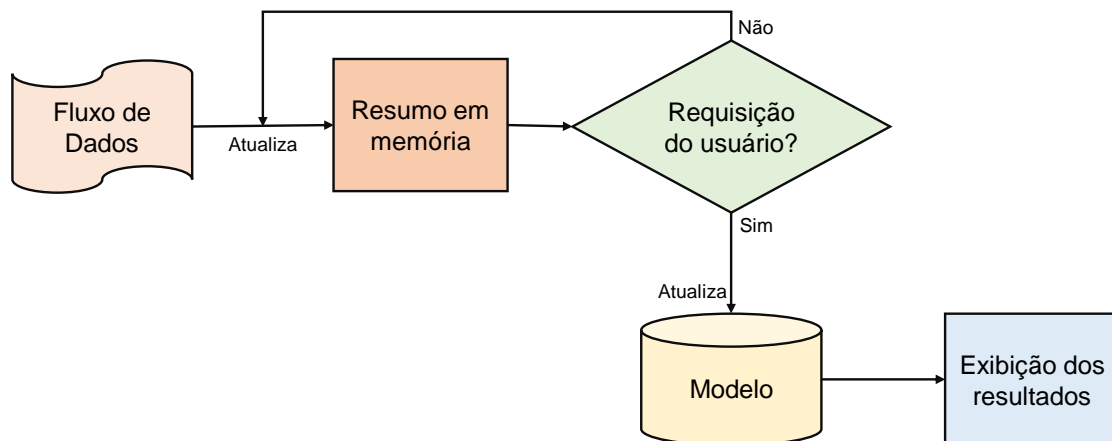 Não
Fluxo de
Dados
Atualiza
Resumo em
memória
Requisição
do usuário?
Sim
Atualiza
Modelo
Exibição dos
resultados